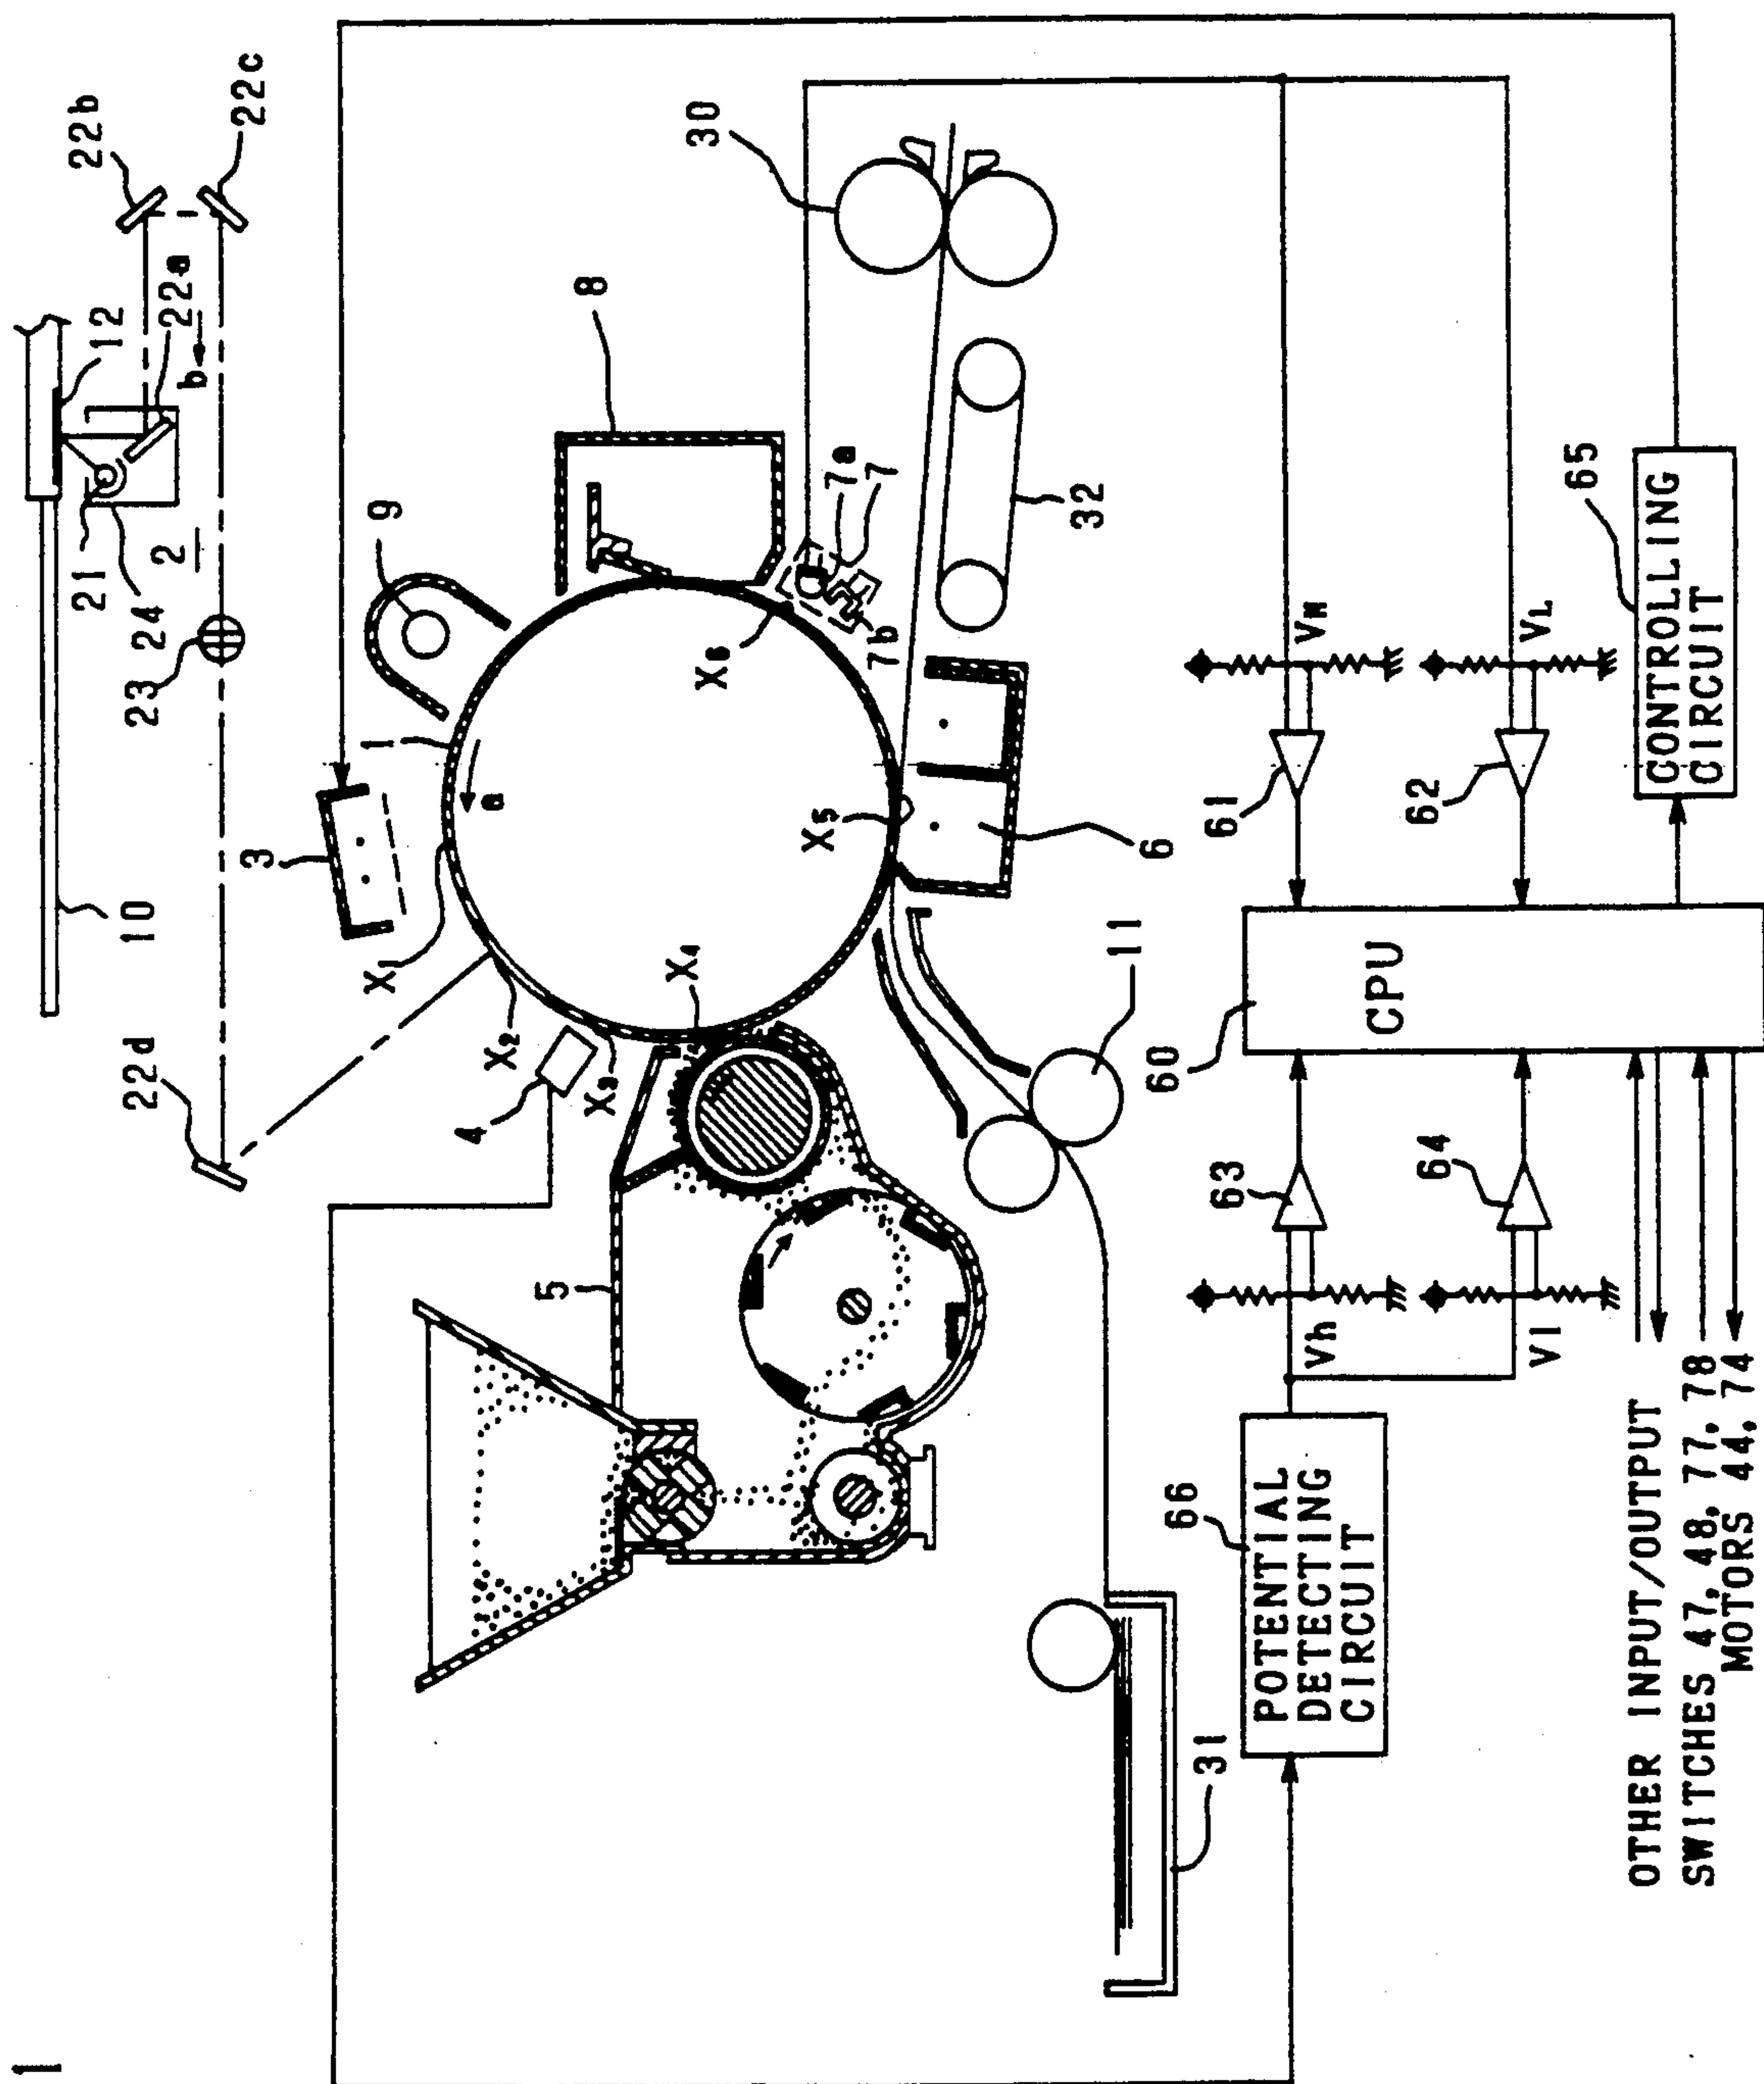 1
22b
22c
12
22a
b
21
24
2
23
10
22d
9
8
3
1
a
X1
X2
X3
X4
X5
X6
7a
7
7b
30
32
6
4
5
11
31
61
VH
62
VL
65
CONTROLLING
CIRCUIT
60
CPU
63
Vh
64
Vl
66
POTENTIAL
DETECTING
CIRCUIT
OTHER INPUT/OUTPUT
SWITCHES 47, 48, 77, 78
MOTORS 44, 74